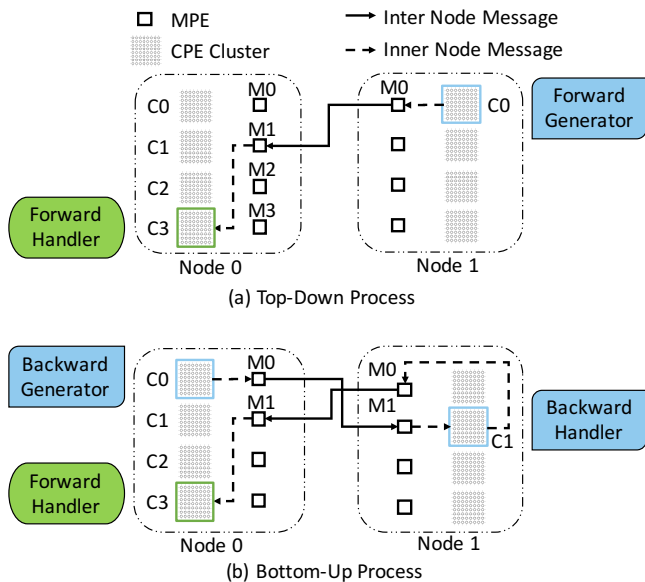 MPE
CPE Cluster
Inter Node Message
Inner Node Message
C0
C1
C2
C3
M0
M1
M2
M3
M0
C0
Forward
Generator
Forward
Handler
Node 0
Node 1
(a) Top-Down Process
Backward
Generator
C0
C1
C2
C3
M0
M1
M0
M1
C1
Backward
Handler
Forward
Handler
Node 0
Node 1
(b) Bottom-Up Process